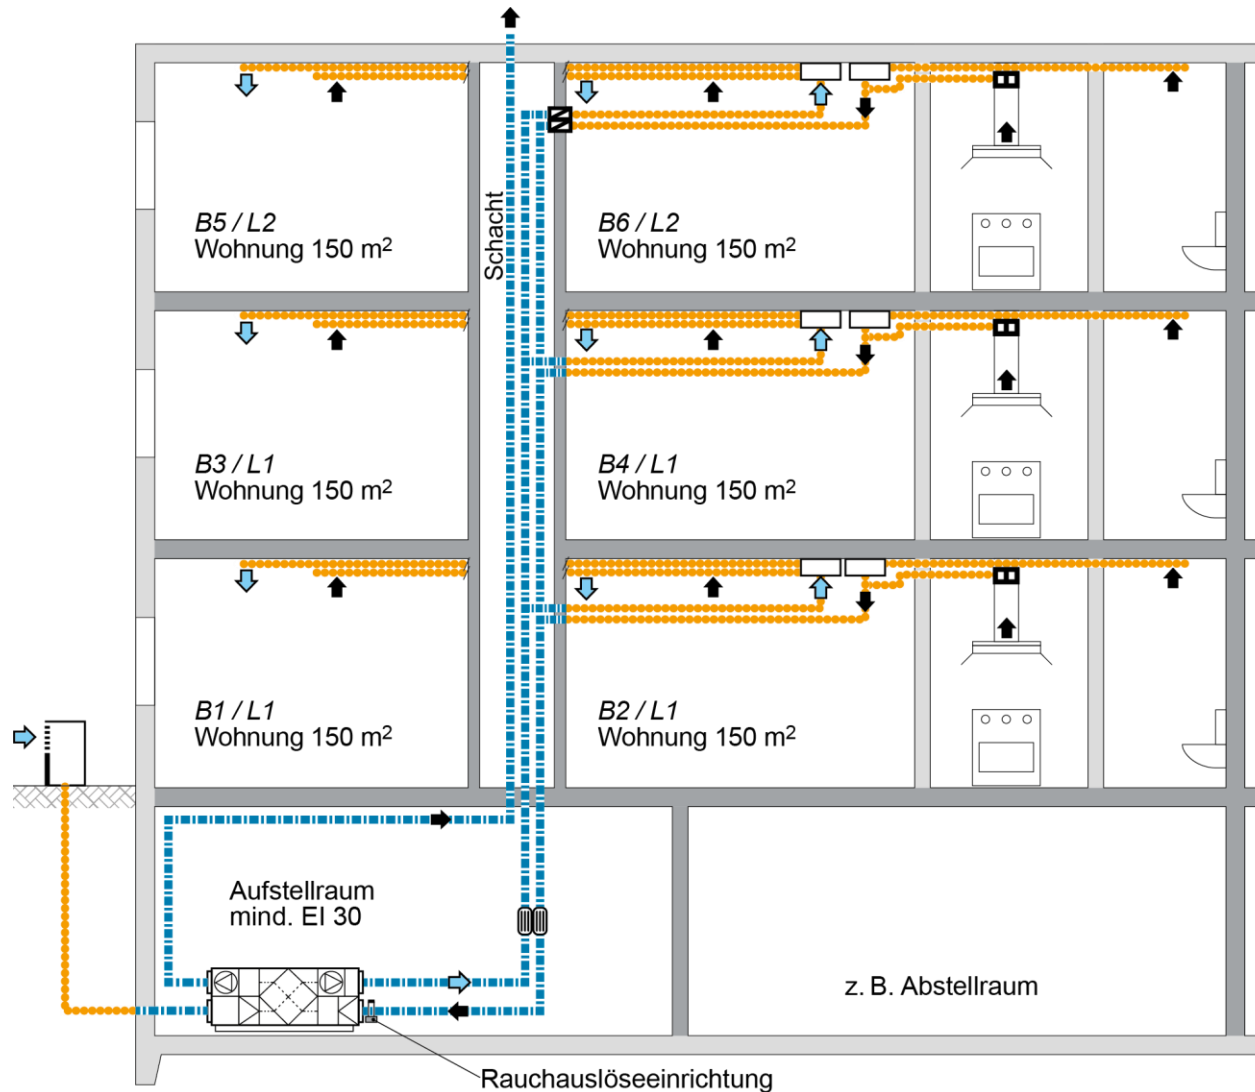 Schacht
B5 / L2
Wohnung 150 m²
B6 / L2
Wohnung 150 m²
B3 / L1
Wohnung 150 m²
B4 / L1
Wohnung 150 m²
B1 / L1
Wohnung 150 m²
B2 / L1
Wohnung 150 m²
Aufstellraum
mind. EI 30
z. B. Abstellraum
Rauchauslöseeinrichtung